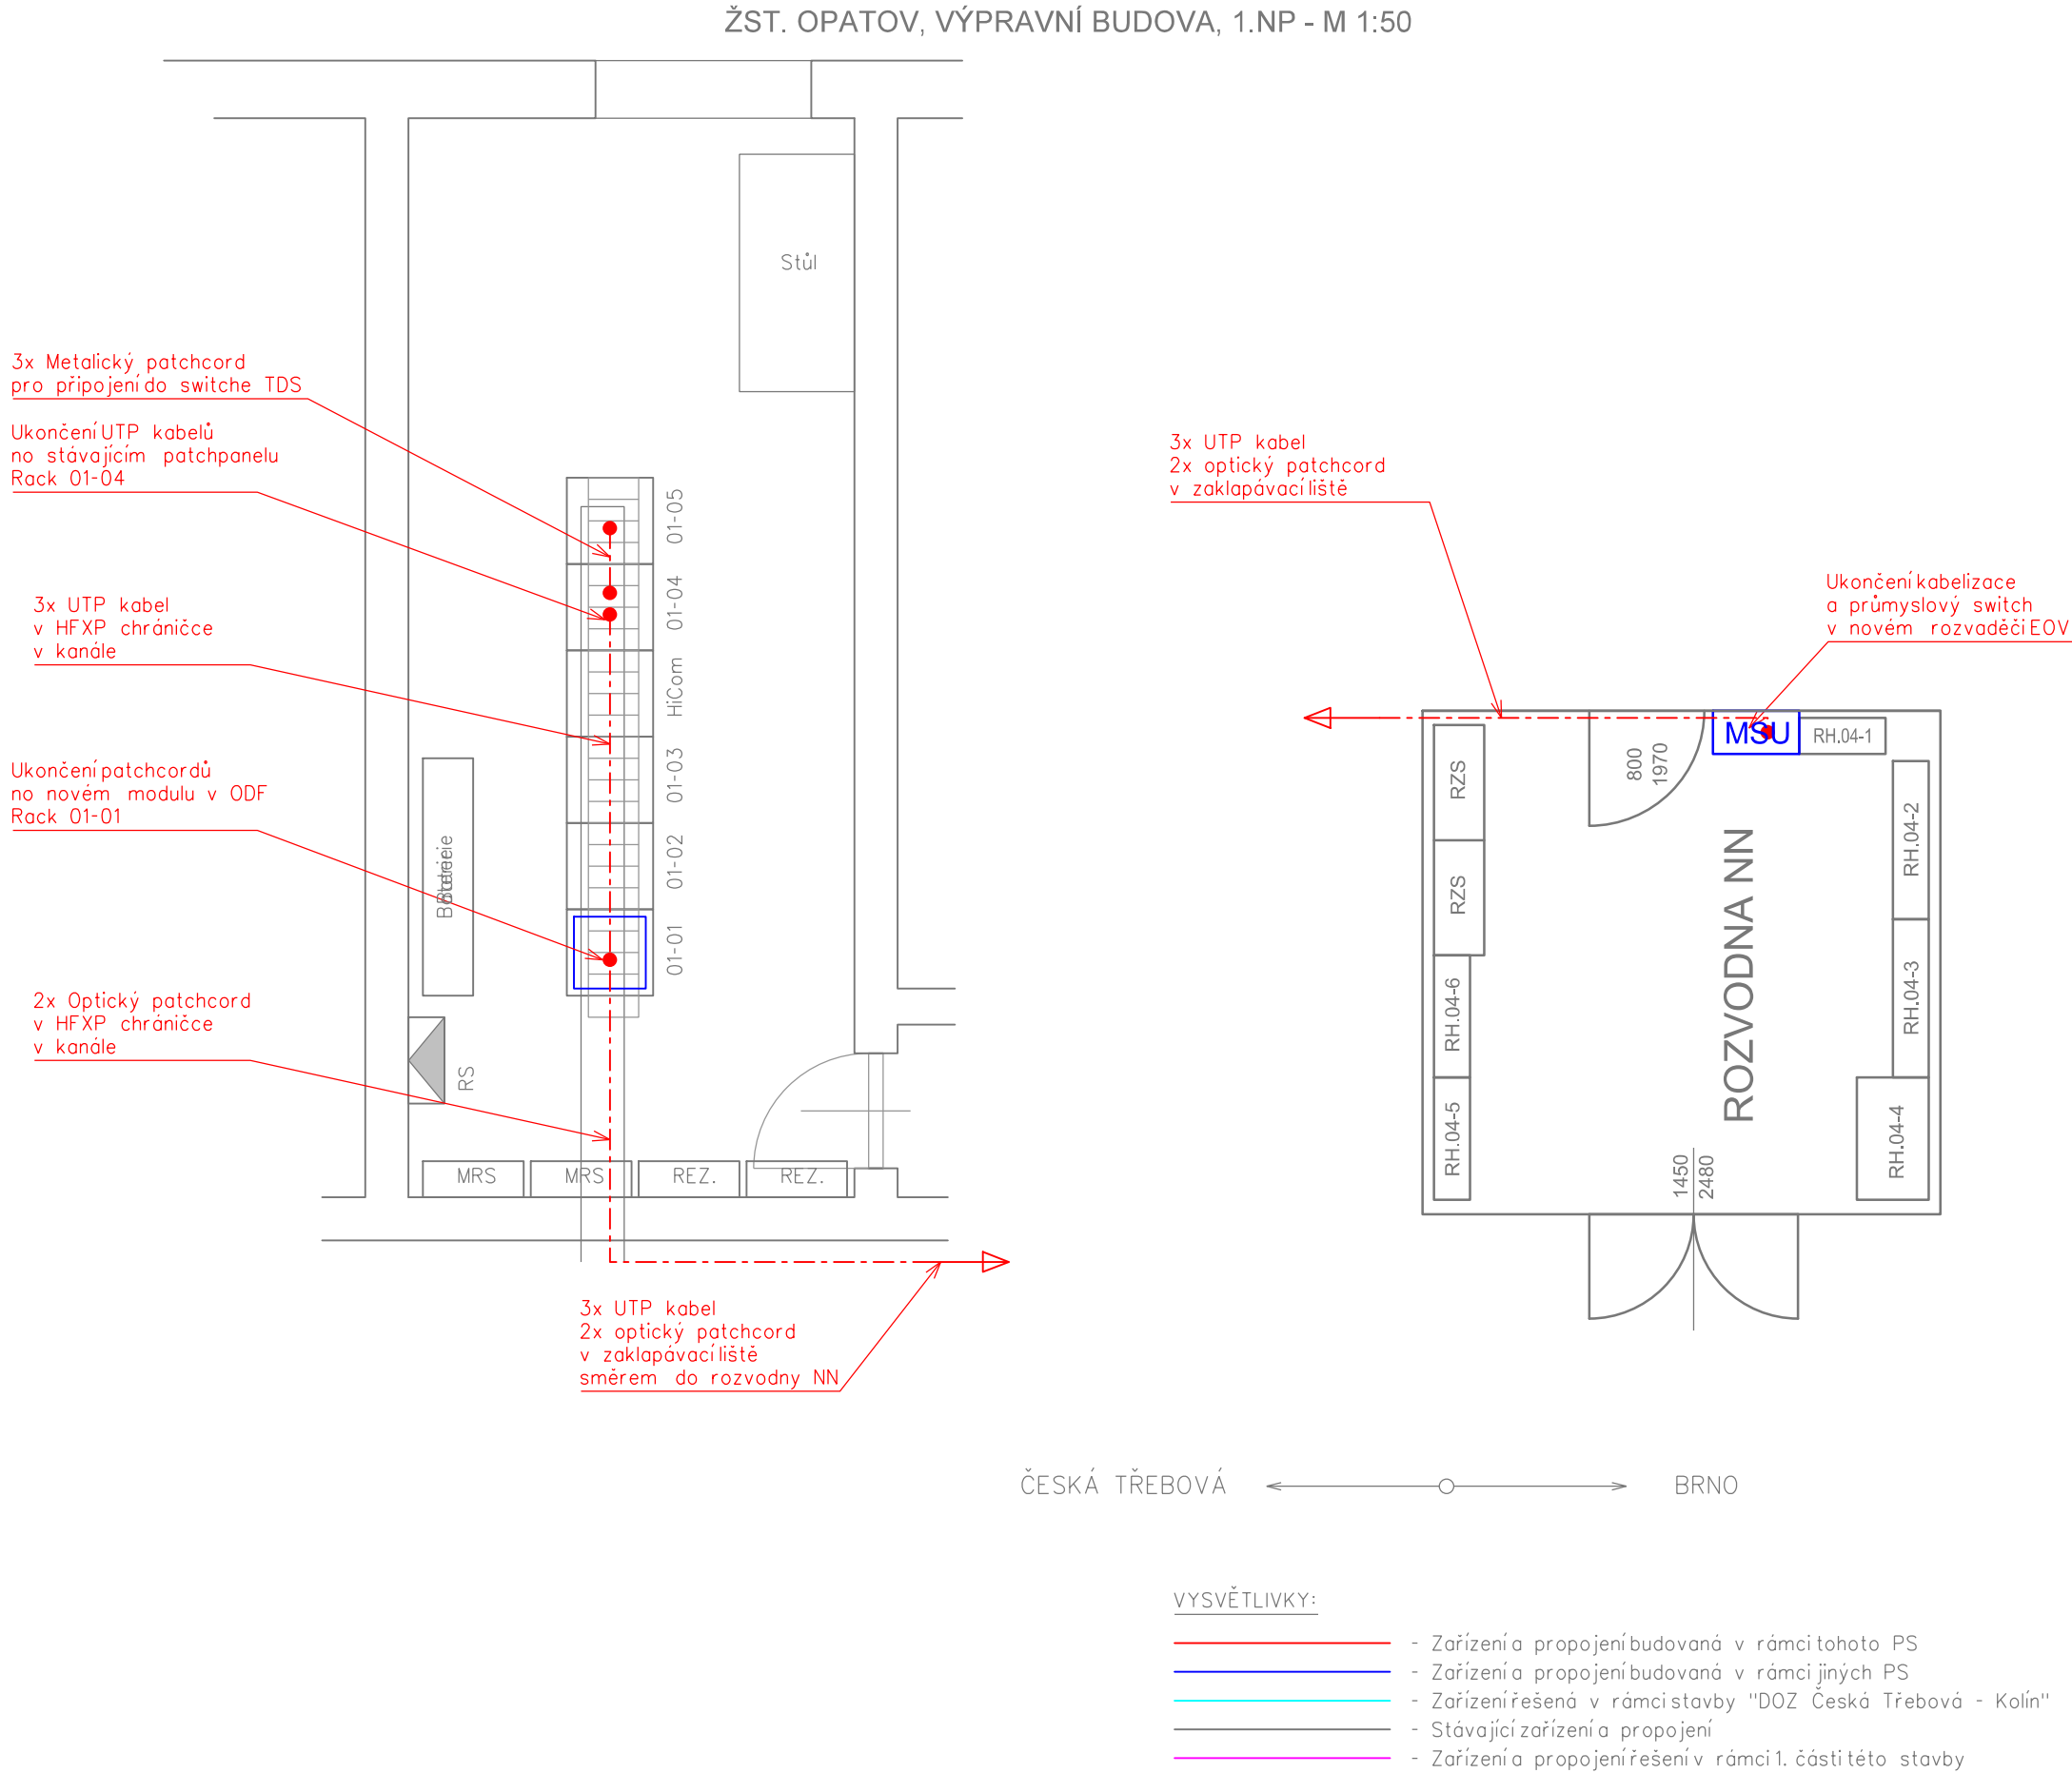 ŽST. OPATOV, VÝPRAVNÍ BUDOVA, 1.NP - M 1:50
Stůl
3x Metalický patchcord
pro připojení do switche TDS
Ukončení UTP kabelů
no stávajícím patchpanelu
Rack 01-04
3x UTP kabel
v HFXP chráničce
v kanále
Ukončení patchcordů
no novém modulu v ODF
Rack 01-01
2x Optický patchcord
v HFXP chráničce
v kanále
01-05
01-04
HiCom
01-03
01-02
01-01
RS
MRS
MRS
REZ.
REZ.
3x UTP kabel
2x optický patchcord
v zaklapávací liště
směrem do rozvodny NN
3x UTP kabel
2x optický patchcord
v zaklapávací liště
Ukončení kabelizace
a průmyslový switch
v novém rozvaděči EOV
MSU
RH.04-1
800
1970
RZS
RZS
RH.04-6
RH.04-5
ROZVODNA NN
RH.04-2
RH.04-3
RH.04-4
1450
2480
ČESKÁ TŘEBOVÁ
BRNO
VYSVĚTLIVKY:
- Zařízení a propojení budovaná v rámci tohoto PS
- Zařízení a propojení budovaná v rámci jiných PS
- Zařízení řešená v rámci stavby "DOZ Česká Třebová - Kolín"
- Stávající zařízení a propojení
- Zařízení a propojení řešení v rámci 1. části této stavby